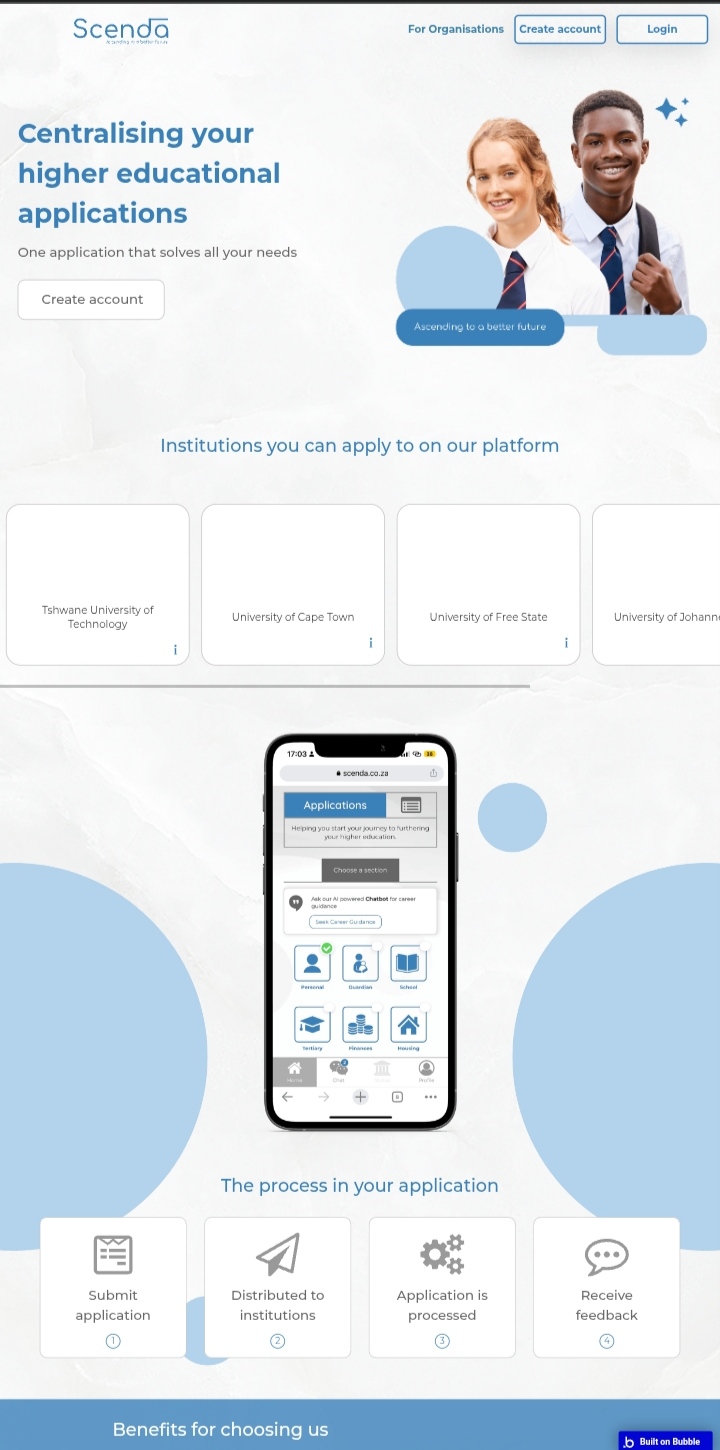 Scenda
Ascending to a better future
For Organisations
Create account
Login
Centralising your
higher educational
applications
One application that solves all your needs
Create account
Ascending to a better future
Institutions you can apply to on our platform
Tshwane University of
Technology
i
University of Cape Town
i
University of Free State
i
University of Johanne
17:03
38
scenda.co.za
Applications
Helping you start your journey to furthering
your higher education.
Choose a section
Ask our AI powered Chatbot for career
guidance
Seek Career Guidance
Personal
Guardian
School
Tertiary
Finances
Housing
Home
Chat
Profile
The process in your application
Submit
application
1
Distributed to
institutions
2
Application is
processed
3
Receive
feedback
4
Benefits for choosing us
Built on Bubble